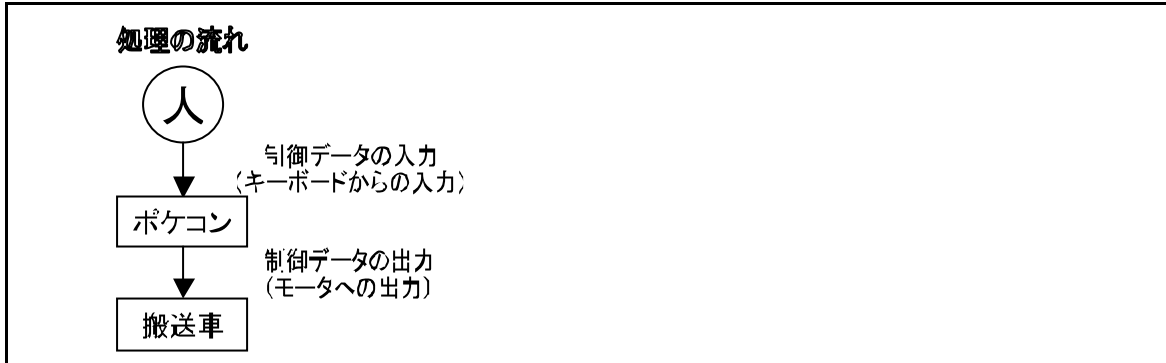 処理の流れ
人
制御データの入力
(キーボードからの入力)
ポケコン
制御データの出力
(モータへの出力)
搬送車